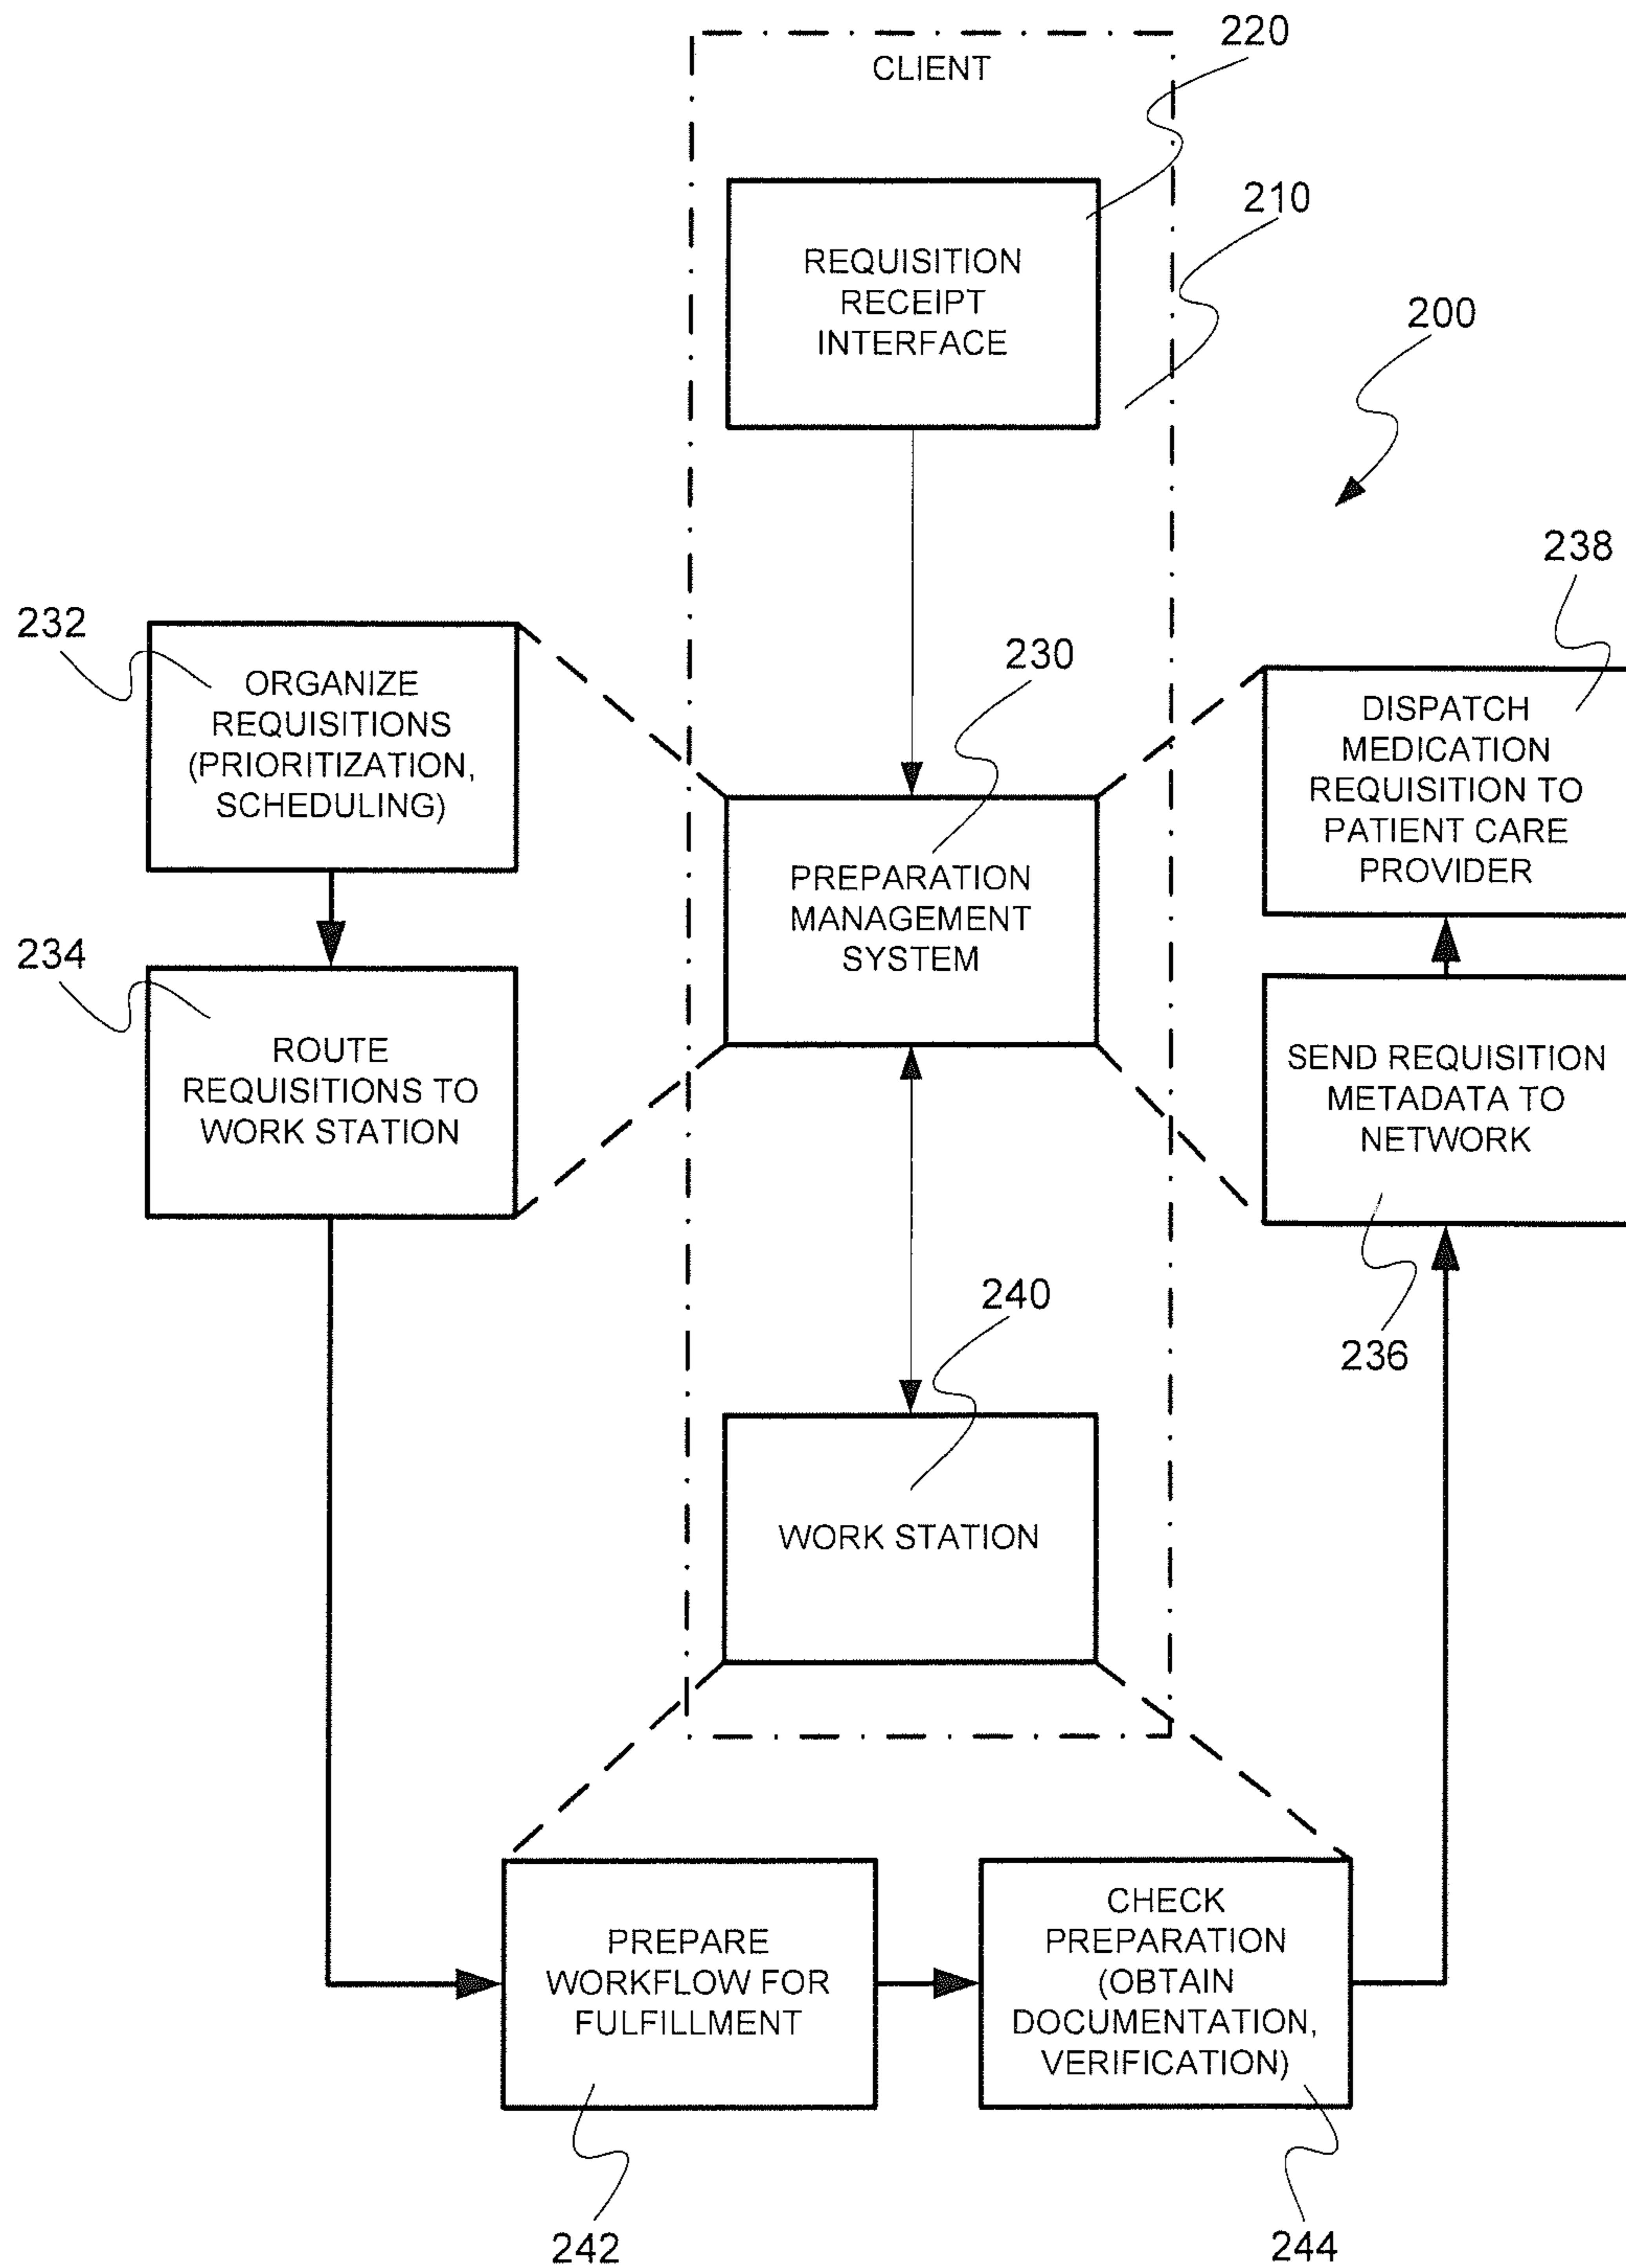 220
CLIENT
210
REQUISITION
RECEIPT
INTERFACE
200
238
232
ORGANIZE
REQUISITIONS
(PRIORITIZATION,
SCHEDULING)
230
DISPATCH
MEDICATION
REQUISITION TO
PATIENT CARE
PROVIDER
PREPARATION
MANAGEMENT
SYSTEM
234
ROUTE
REQUISITIONS TO
WORK STATION
SEND REQUISITION
METADATA TO
NETWORK
236
240
WORK STATION
PREPARE
WORKFLOW FOR
FULFILLMENT
CHECK
PREPARATION
(OBTAIN
DOCUMENTATION,
VERIFICATION)
242
244